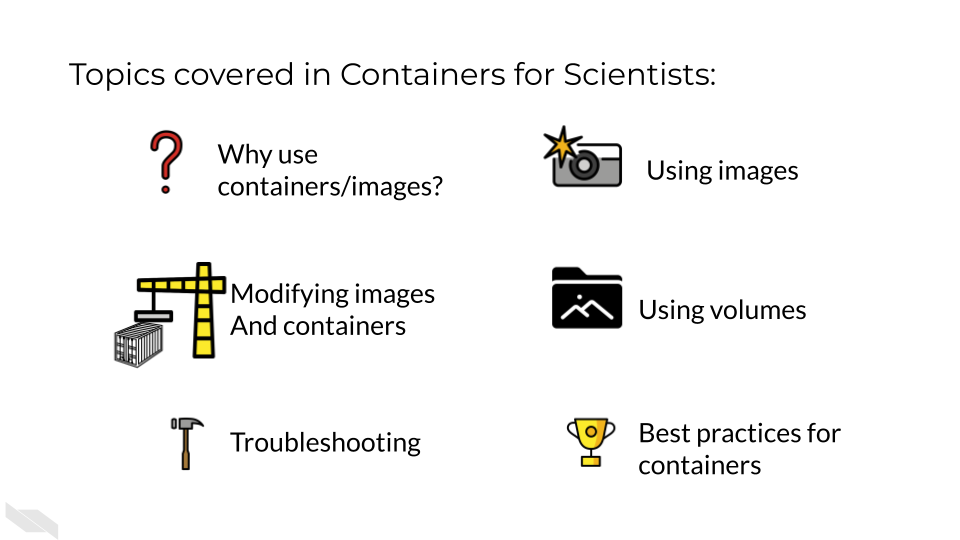 Topics covered in Containers for Scientists:
Why use
containers/images?
Using images
Modifying images
And containers
Using volumes
Troubleshooting
Best practices for
containers